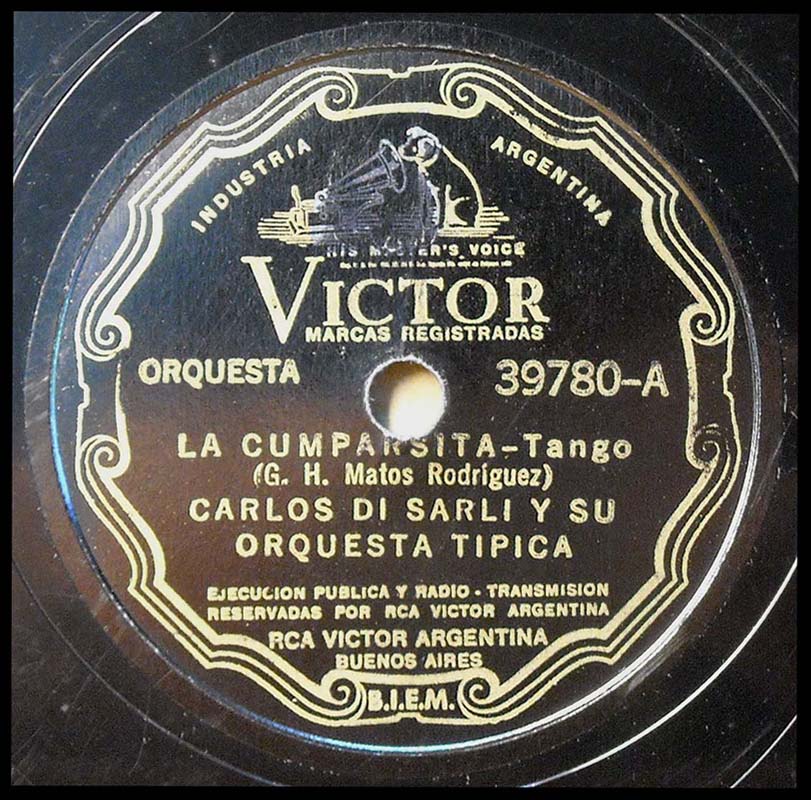 INDUSTRIA ARGENTINA
HIS MASTER'S VOICE
VICTOR
MARCAS REGISTRADAS
ORQUESTA 39780-A
LA CUMPARSITA-Tango
(G. H. Matos Rodríguez)
CARLOS DI SARLI Y SU
ORQUESTA TIPICA
EJECUCION PUBLICA Y RADIO - TRANSMISION
RESERVADAS POR RCA VICTOR ARGENTINA
RCA VICTOR ARGENTINA
BUENOS AIRES
B.I.E.M.